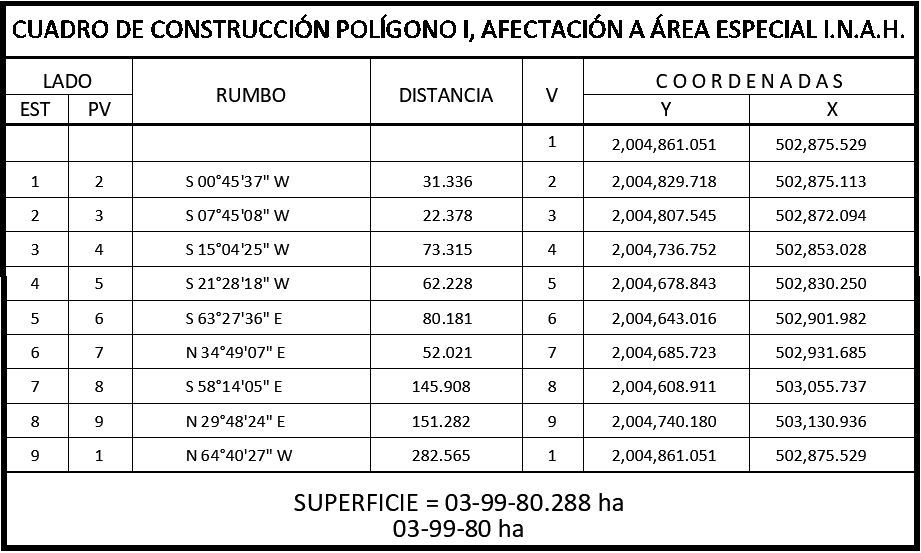 CUADRO DE CONSTRUCCIÓN POLÍGONO I, AFECTACIÓN A ÁREA ESPECIAL I.N.A.H.
LADO RUMBO DISTANCIA V C O O R D E N A D A S
EST PV Y X
1 2,004,861.051 502,875.529
1 2 S 00°45'37" W 31.336 2 2,004,829.718 502,875.113
2 3 S 07°45'08" W 22.378 3 2,004,807.545 502,872.094
3 4 S 15°04'25" W 73.315 4 2,004,736.752 502,853.028
4 5 S 21°28'18" W 62.228 5 2,004,678.843 502,830.250
5 6 S 63°27'36" E 80.181 6 2,004,643.016 502,901.982
6 7 N 34°49'07" E 52.021 7 2,004,685.723 502,931.685
7 8 S 58°14'05" E 145.908 8 2,004,608.911 503,055.737
8 9 N 29°48'24" E 151.282 9 2,004,740.180 503,130.936
9 1 N 64°40'27" W 282.565 1 2,004,861.051 502,875.529
SUPERFICIE = 03-99-80.288 ha
03-99-80 ha